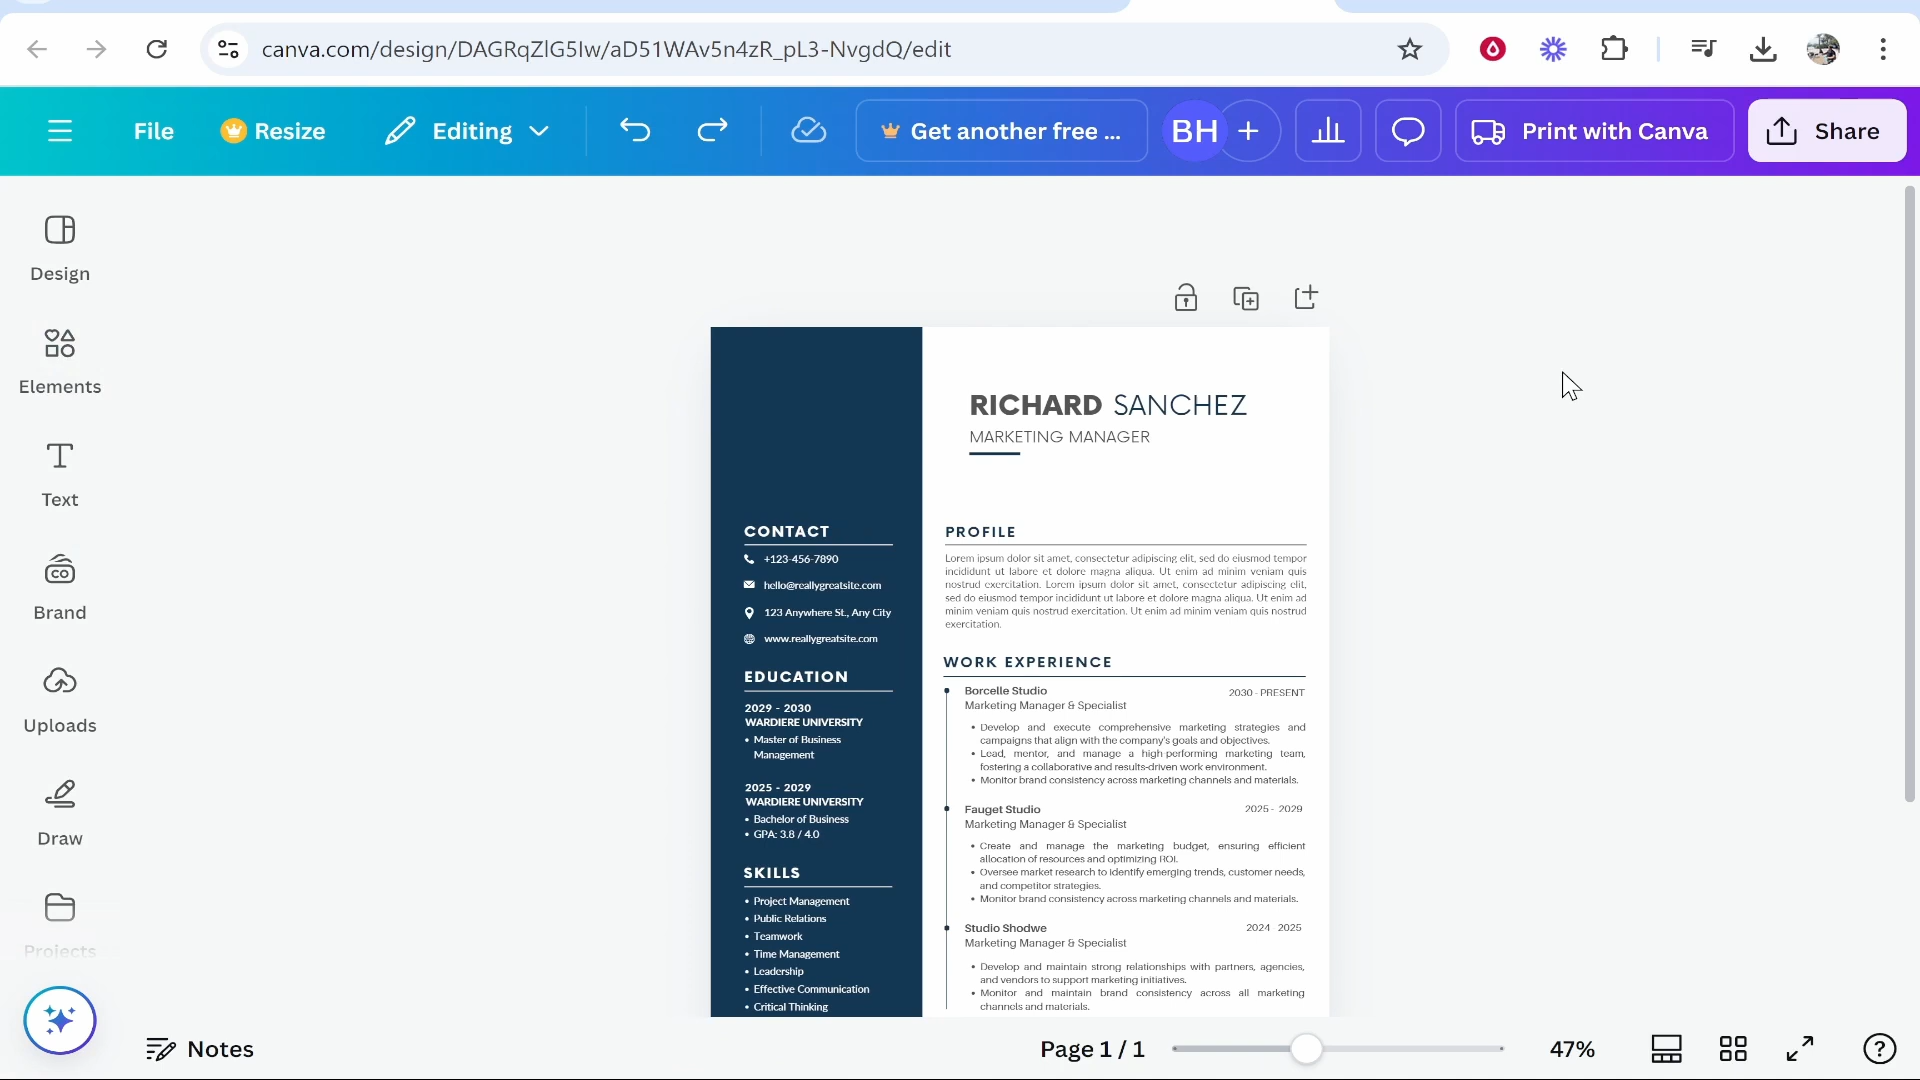 canva.com/design/DAGRqZlG5Iw/aD51WAv5n4zR_pL3-NvgdQ/edit
File
Resize
Editing
Get another free ...
BH
Print with Canva
Share
Design
Elements
Text
CO
Brand
Uploads
Draw
Projects
RICHARD SANCHEZ
MARKETING MANAGER
CONTACT
+123-456-7890
hello@reallygreatsite.com
123 Anywhere St., Any City
www.reallygreatsite.com
EDUCATION
2029 - 2030
WARDIERE UNIVERSITY
• Master of Business
Management
2025 - 2029
WARDIERE UNIVERSITY
• Bachelor of Business
• GPA: 3.8 / 4.0
SKILLS
• Project Management
• Public Relations
• Teamwork
• Time Management
• Leadership
• Effective Communication
• Critical Thinking
PROFILE
Lorem ipsum dolor sit amet, consectetur adipiscing elit, sed do eiusmod tempor
incididunt ut labore et dolore magna aliqua. Ut enim ad minim veniam quis
nostrud exercitation. Lorem ipsum dolor sit amet, consectetur adipiscing elit,
sed do eiusmod tempor incididunt ut labore et dolore magna aliqua. Ut enim ad
minim veniam quis nostrud exercitation. Ut enim ad minim veniam quis nostrud
exercitation.
WORK EXPERIENCE
Borcelle Studio
2030 - PRESENT
Marketing Manager & Specialist
• Develop and execute comprehensive marketing strategies and
campaigns that align with the company's goals and objectives.
• Lead, mentor, and manage a high-performing marketing team,
fostering a collaborative and results-driven work environment.
• Monitor brand consistency across marketing channels and materials.
Fauget Studio
2025 - 2029
Marketing Manager & Specialist
• Create and manage the marketing budget, ensuring efficient
allocation of resources and optimizing ROI.
• Oversee market research to identify emerging trends, customer needs,
and competitor strategies.
• Monitor brand consistency across marketing channels and materials.
Studio Shodwe
2024 2025
Marketing Manager & Specialist
• Develop and maintain strong relationships with partners, agencies,
and vendors to support marketing initiatives.
• Monitor and maintain brand consistency across all marketing
channels and materials.
Notes
Page 1 / 1
47%